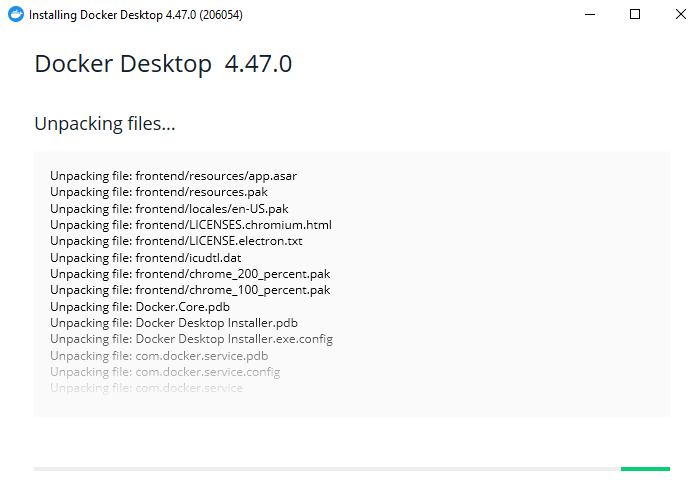 Installing Docker Desktop 4.47.0 (206054)
Docker Desktop 4.47.0
Unpacking files...
Unpacking file: frontend/resources/app.asar
Unpacking file: frontend/resources.pak
Unpacking file: frontend/locales/en-US.pak
Unpacking file: frontend/LICENSES.chromium.html
Unpacking file: frontend/LICENSE.electron.txt
Unpacking file: frontend/icudtl.dat
Unpacking file: frontend/chrome_200_percent.pak
Unpacking file: frontend/chrome_100_percent.pak
Unpacking file: Docker.Core.pdb
Unpacking file: Docker Desktop Installer.pdb
Unpacking file: Docker Desktop Installer.exe.config
Unpacking file: com.docker.service.pdb
Unpacking file: com.docker.service.config
Unpacking file: com.docker.service